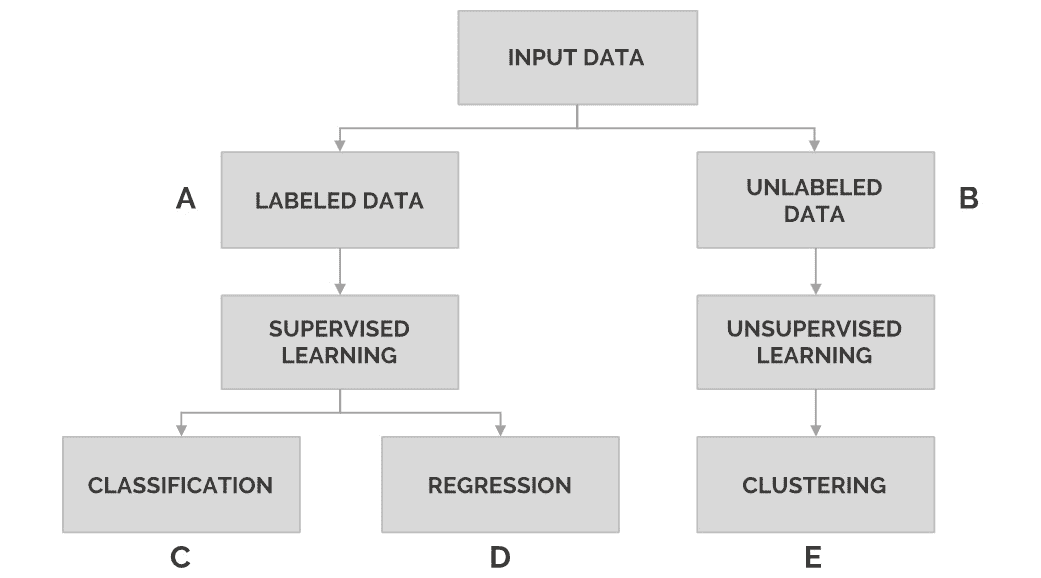 INPUT DATA
A
LABELED DATA
UNLABELED
DATA
B
SUPERVISED
LEARNING
UNSUPERVISED
LEARNING
CLASSIFICATION
REGRESSION
CLUSTERING
C
D
E